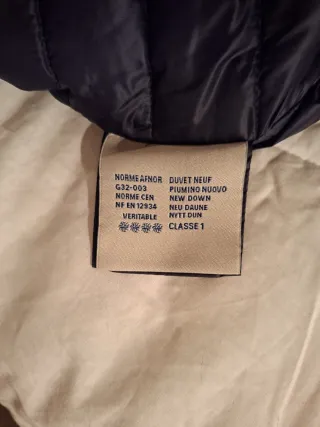 NORME AFNOR
G32-003
NORME CEN
NF EN 12934
VERITABLE
DUVET NEUF
PIUMINO NUOVO
NEW DOWN
NEU DAUNE
NYTT DUN
CLASSE 1